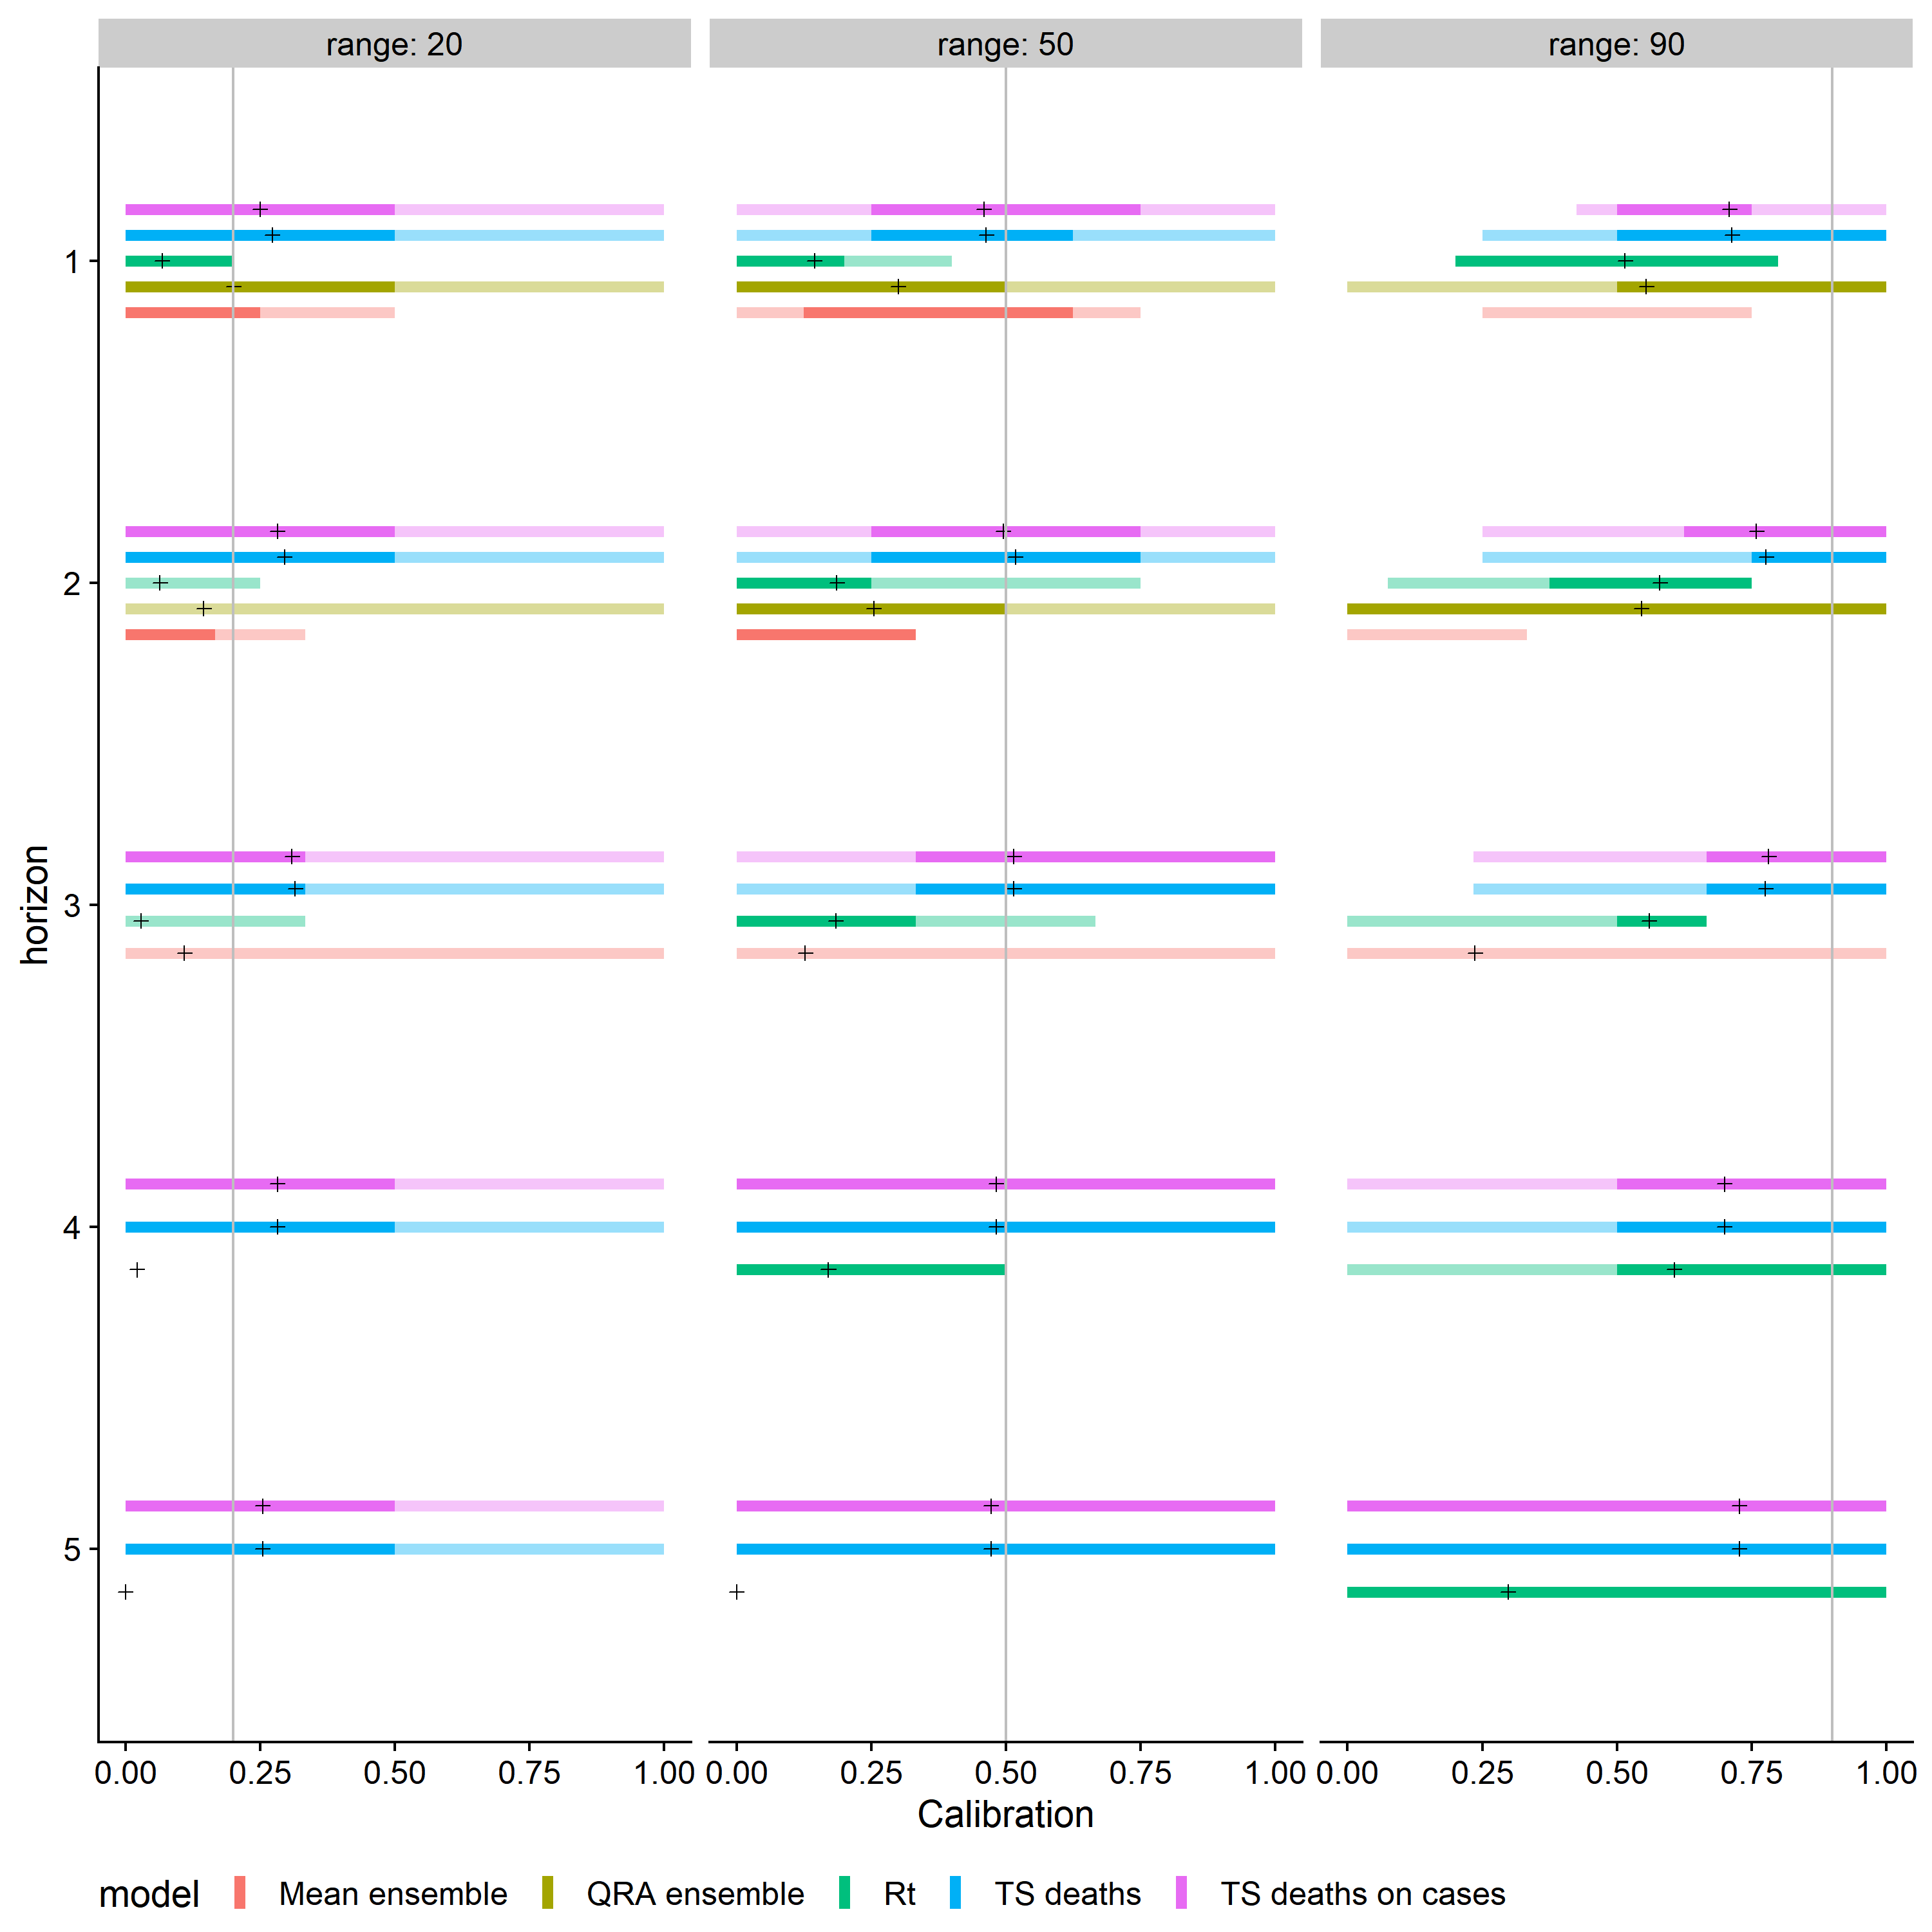 range: 20 range: 50 range: 90
horizon
1
2
3
4
5
0.00 0.25 0.50 0.75 1.00 0.00 0.25 0.50 0.75 1.00 0.00 0.25 0.50 0.75 1.00
Calibration
model Mean ensemble QRA ensemble Rt TS deaths TS deaths on cases